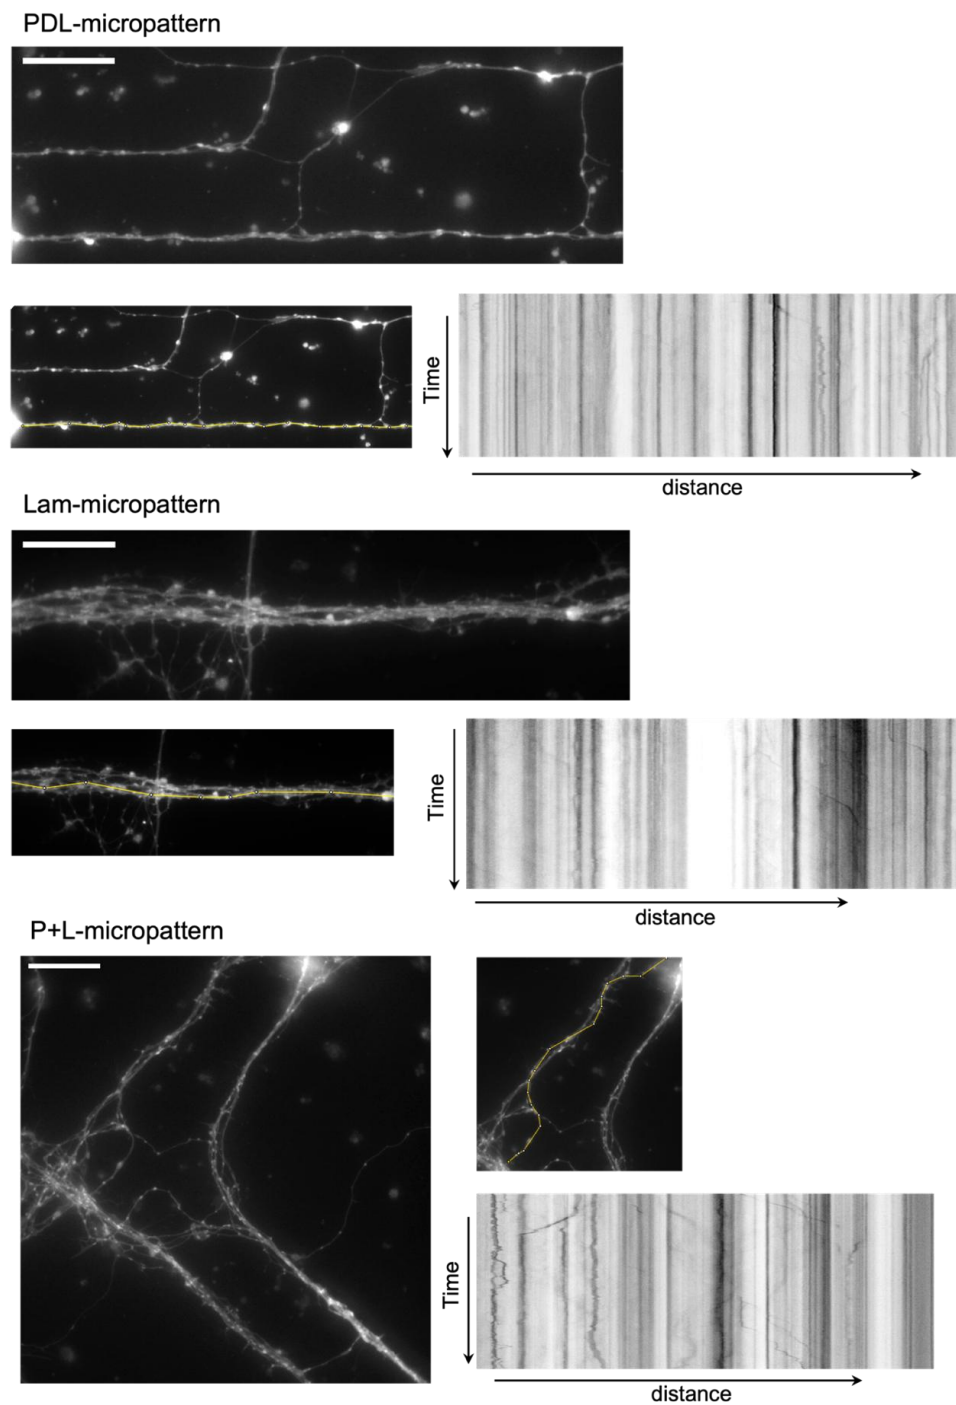 PDL-micropattern
Time
distance
Lam-micropattern
Time
distance
P+L-micropattern
Time
distance